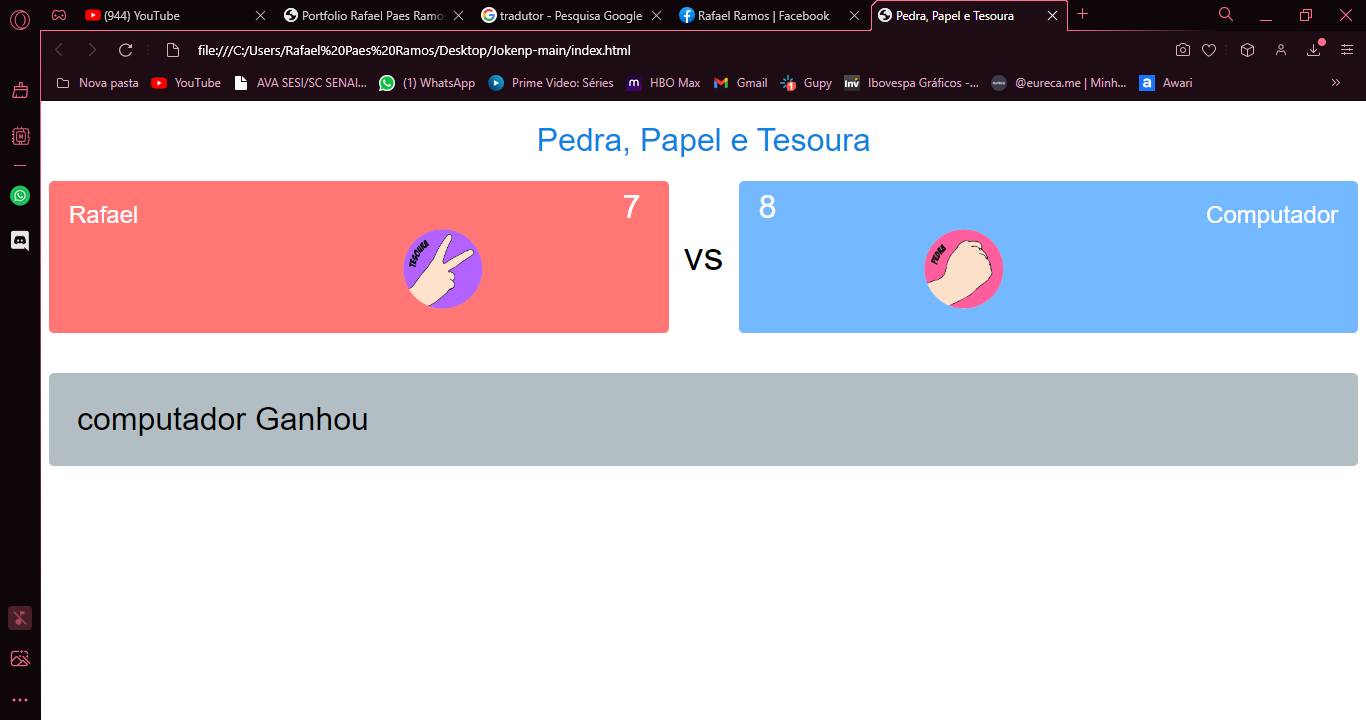 (944) YouTube
Portfolio Rafael Paes Ramo
tradutor - Pesquisa Google
Rafael Ramos | Facebook
Pedra, Papel e Tesoura
file:///C:/Users/Rafael%20Paes%20Ramos/Desktop/Jokenp-main/index.html
Nova pasta
YouTube
AVA SESI/SC SENAI...
(1) WhatsApp
Prime Video: Séries
m HBO Max
Gmail
Gupy
inv Ibovespa Gráficos -...
@eureca.me | Minh...
a Awari
Pedra, Papel e Tesoura
Rafael
7
TESOURA
vs
8
Computador
PEDRA
computador Ganhou